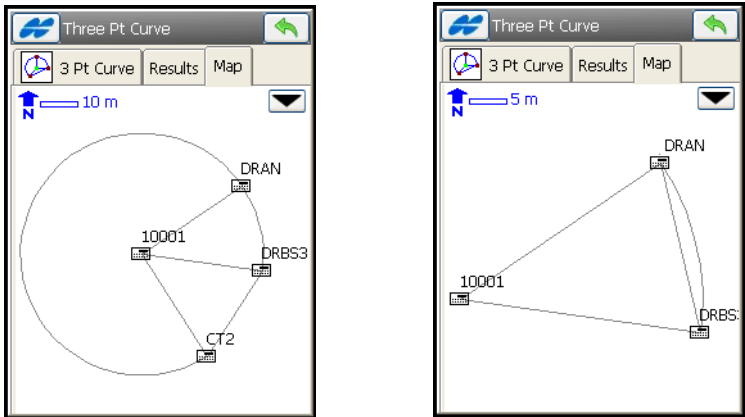 Three Pt Curve
3 Pt Curve Results Map
10 m
N
DRAN
10001
DRBS3
CT2
Three Pt Curve
3 Pt Curve Results Map
5 m
N
DRAN
10001
DRBS: